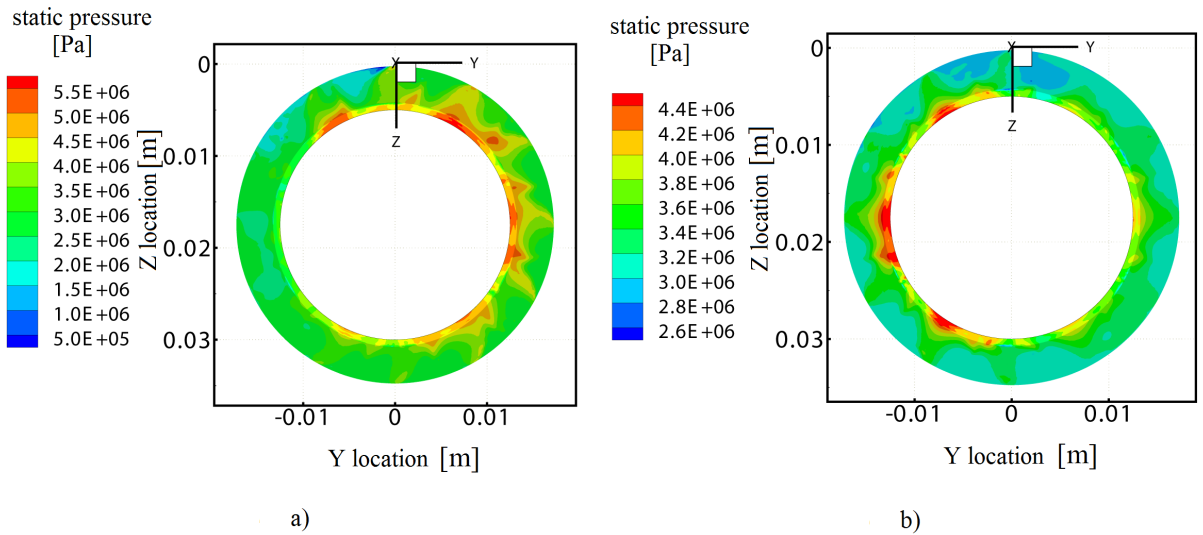 static pressure
[Pa]
5.5E+06
5.0E+06
4.5E+06
4.0E+06
3.5E+06
3.0E+06
2.5E+06
2.0E+06
1.5E+06
1.0E+06
5.0E+05
Z location [m]
0
0.01
0.02
0.03
X
Y
Z
-0.01
0
0.01
Y location [m]
a)
static pressure
[Pa]
4.4E+06
4.2E+06
4.0E+06
3.8E+06
3.6E+06
3.4E+06
3.2E+06
3.0E+06
2.8E+06
2.6E+06
Z location [m]
0
0.01
0.02
0.03
X
Y
Z
-0.01
0
0.01
Y location [m]
b)